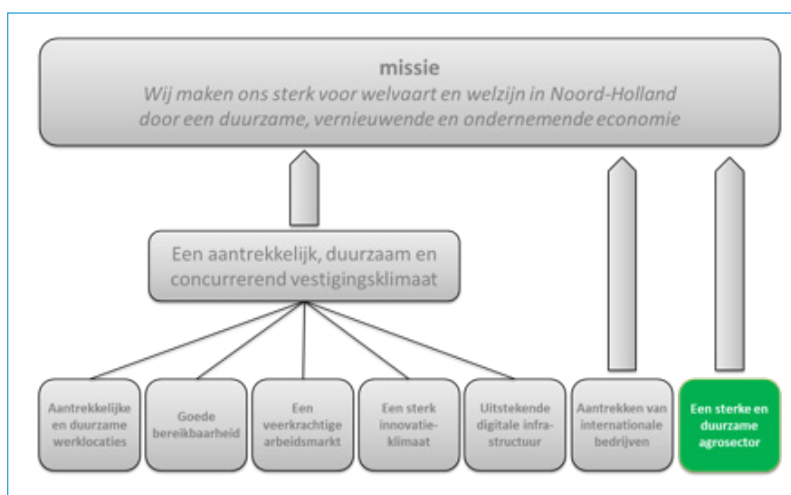 missie
Wij maken ons sterk voor welvaart en welzijn in Noord-Holland
door een duurzame, vernieuwende en ondernemende economie
Een aantrekkelijk, duurzaam en
concurrerend vestigingsklimaat
Aantrekkelijke
en duurzame
werklocaties
Goede
bereikbaarheid
Een
veerkrachtige
arbeidsmarkt
Een sterk
innovatie-
klimaat
Uitstekende
digitale infra-
structuur
Aantrekken van
internationale
bedrijven
Een sterke en
duurzame
agrosector